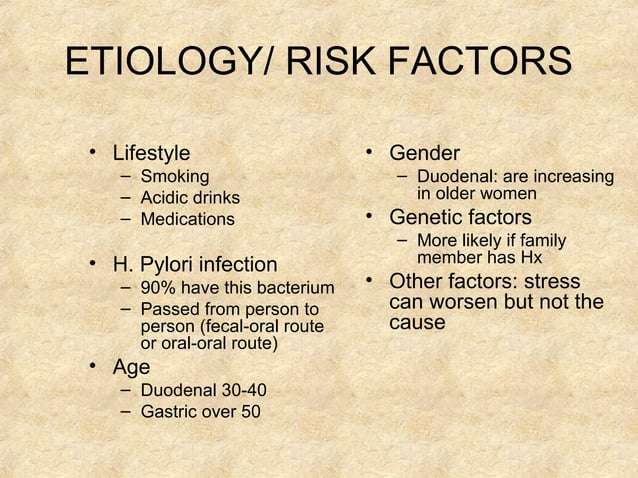 ETIOLOGY/ RISK FACTORS
• Lifestyle
– Smoking
– Acidic drinks
– Medications
• H. Pylori infection
– 90% have this bacterium
– Passed from person to
person (fecal-oral route
or oral-oral route)
• Age
– Duodenal 30-40
– Gastric over 50
• Gender
– Duodenal: are increasing
in older women
• Genetic factors
– More likely if family
member has Hx
• Other factors: stress
can worsen but not the
cause